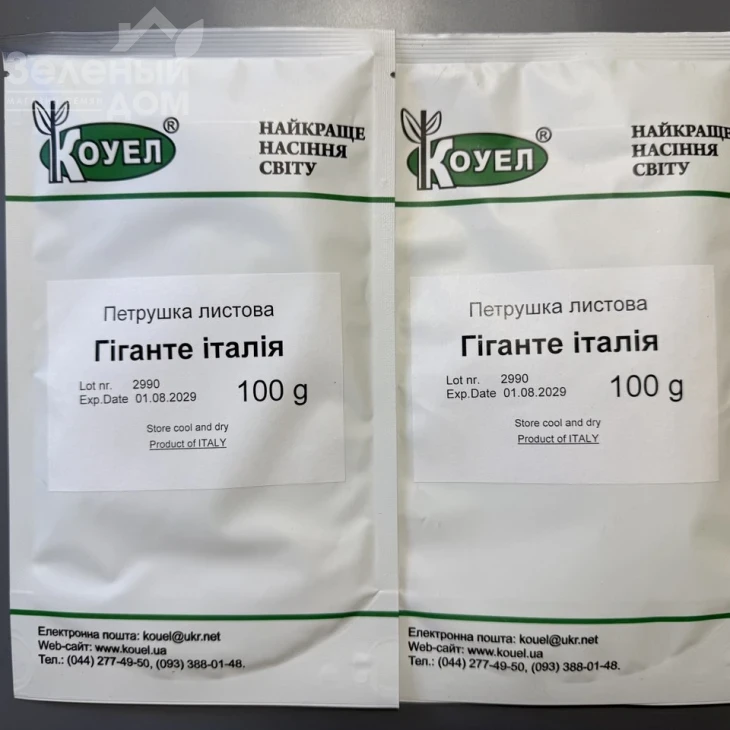 Зеленый
ДОМ
КОУЕЛ®
НАЙКРАЩЕ
НАСІННЯ
СВІТУ
Петрушка листова
Гіганте італія
Lot nr. 2990
Exp.Date 01.08.2029
100 g
Store cool and dry
Product of ITALY
Електронна пошта: kouel@ukr.net
Web-сайт: www.kouel.ua
Тел.: (044) 277-49-50, (093) 388-01-48.
КОУЕЛ®
НАЙКРАЩЕ
НАСІННЯ
СВІТУ
Петрушка листова
Гіганте італія
Lot nr. 2990
Exp.Date 01.08.2029
100 g
Store cool and dry
Product of ITALY
Електронна пошта: kouel@ukr.net
Web-сайт: www.kouel.ua
Тел.: (044) 277-49-50, (093) 388-01-48.